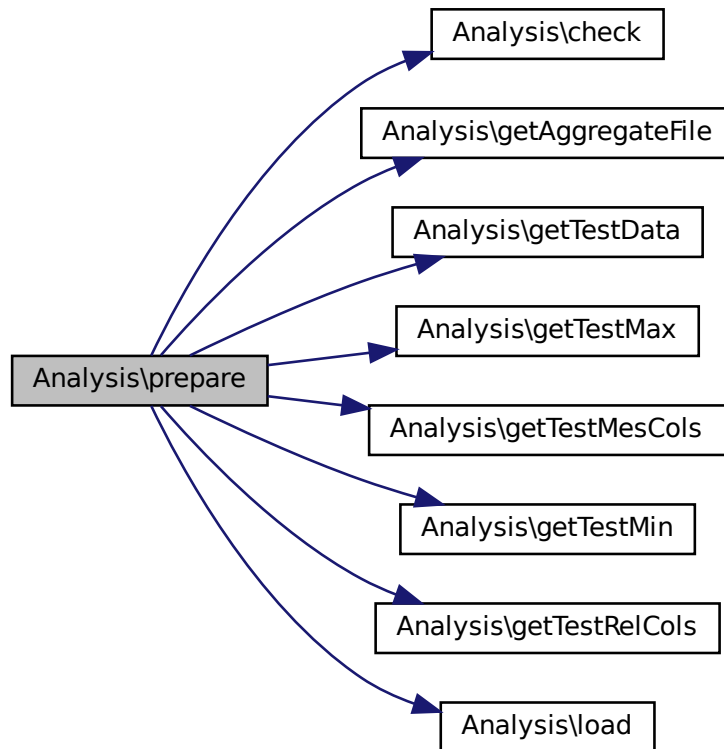 Analysis\check
Analysis\getAggregateFile
Analysis\getTestData
Analysis\getTestMax
Analysis\prepare
Analysis\getTestMesCols
Analysis\getTestMin
Analysis\getTestRelCols
Analysis\load